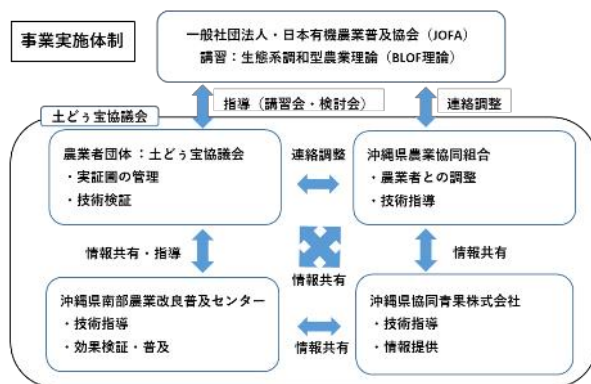 事業実施体制
一般社団法人・日本有機農業普及協会（JOFA）
講習：生態系調和型農業理論（BLOF理論）
指導（講習会・検討会）
連絡調整
土どぅ宝協議会
農業者団体：土どぅ宝協議会
・実証圃の管理
・技術検証
連絡調整
沖縄県農業協同組合
・農業者との調整
・技術指導
情報共有・指導
情報共有
情報共有
沖縄県南部農業改良普及センター
・技術指導
・効果検証・普及
情報共有
沖縄県協同青果株式会社
・技術指導
・情報提供